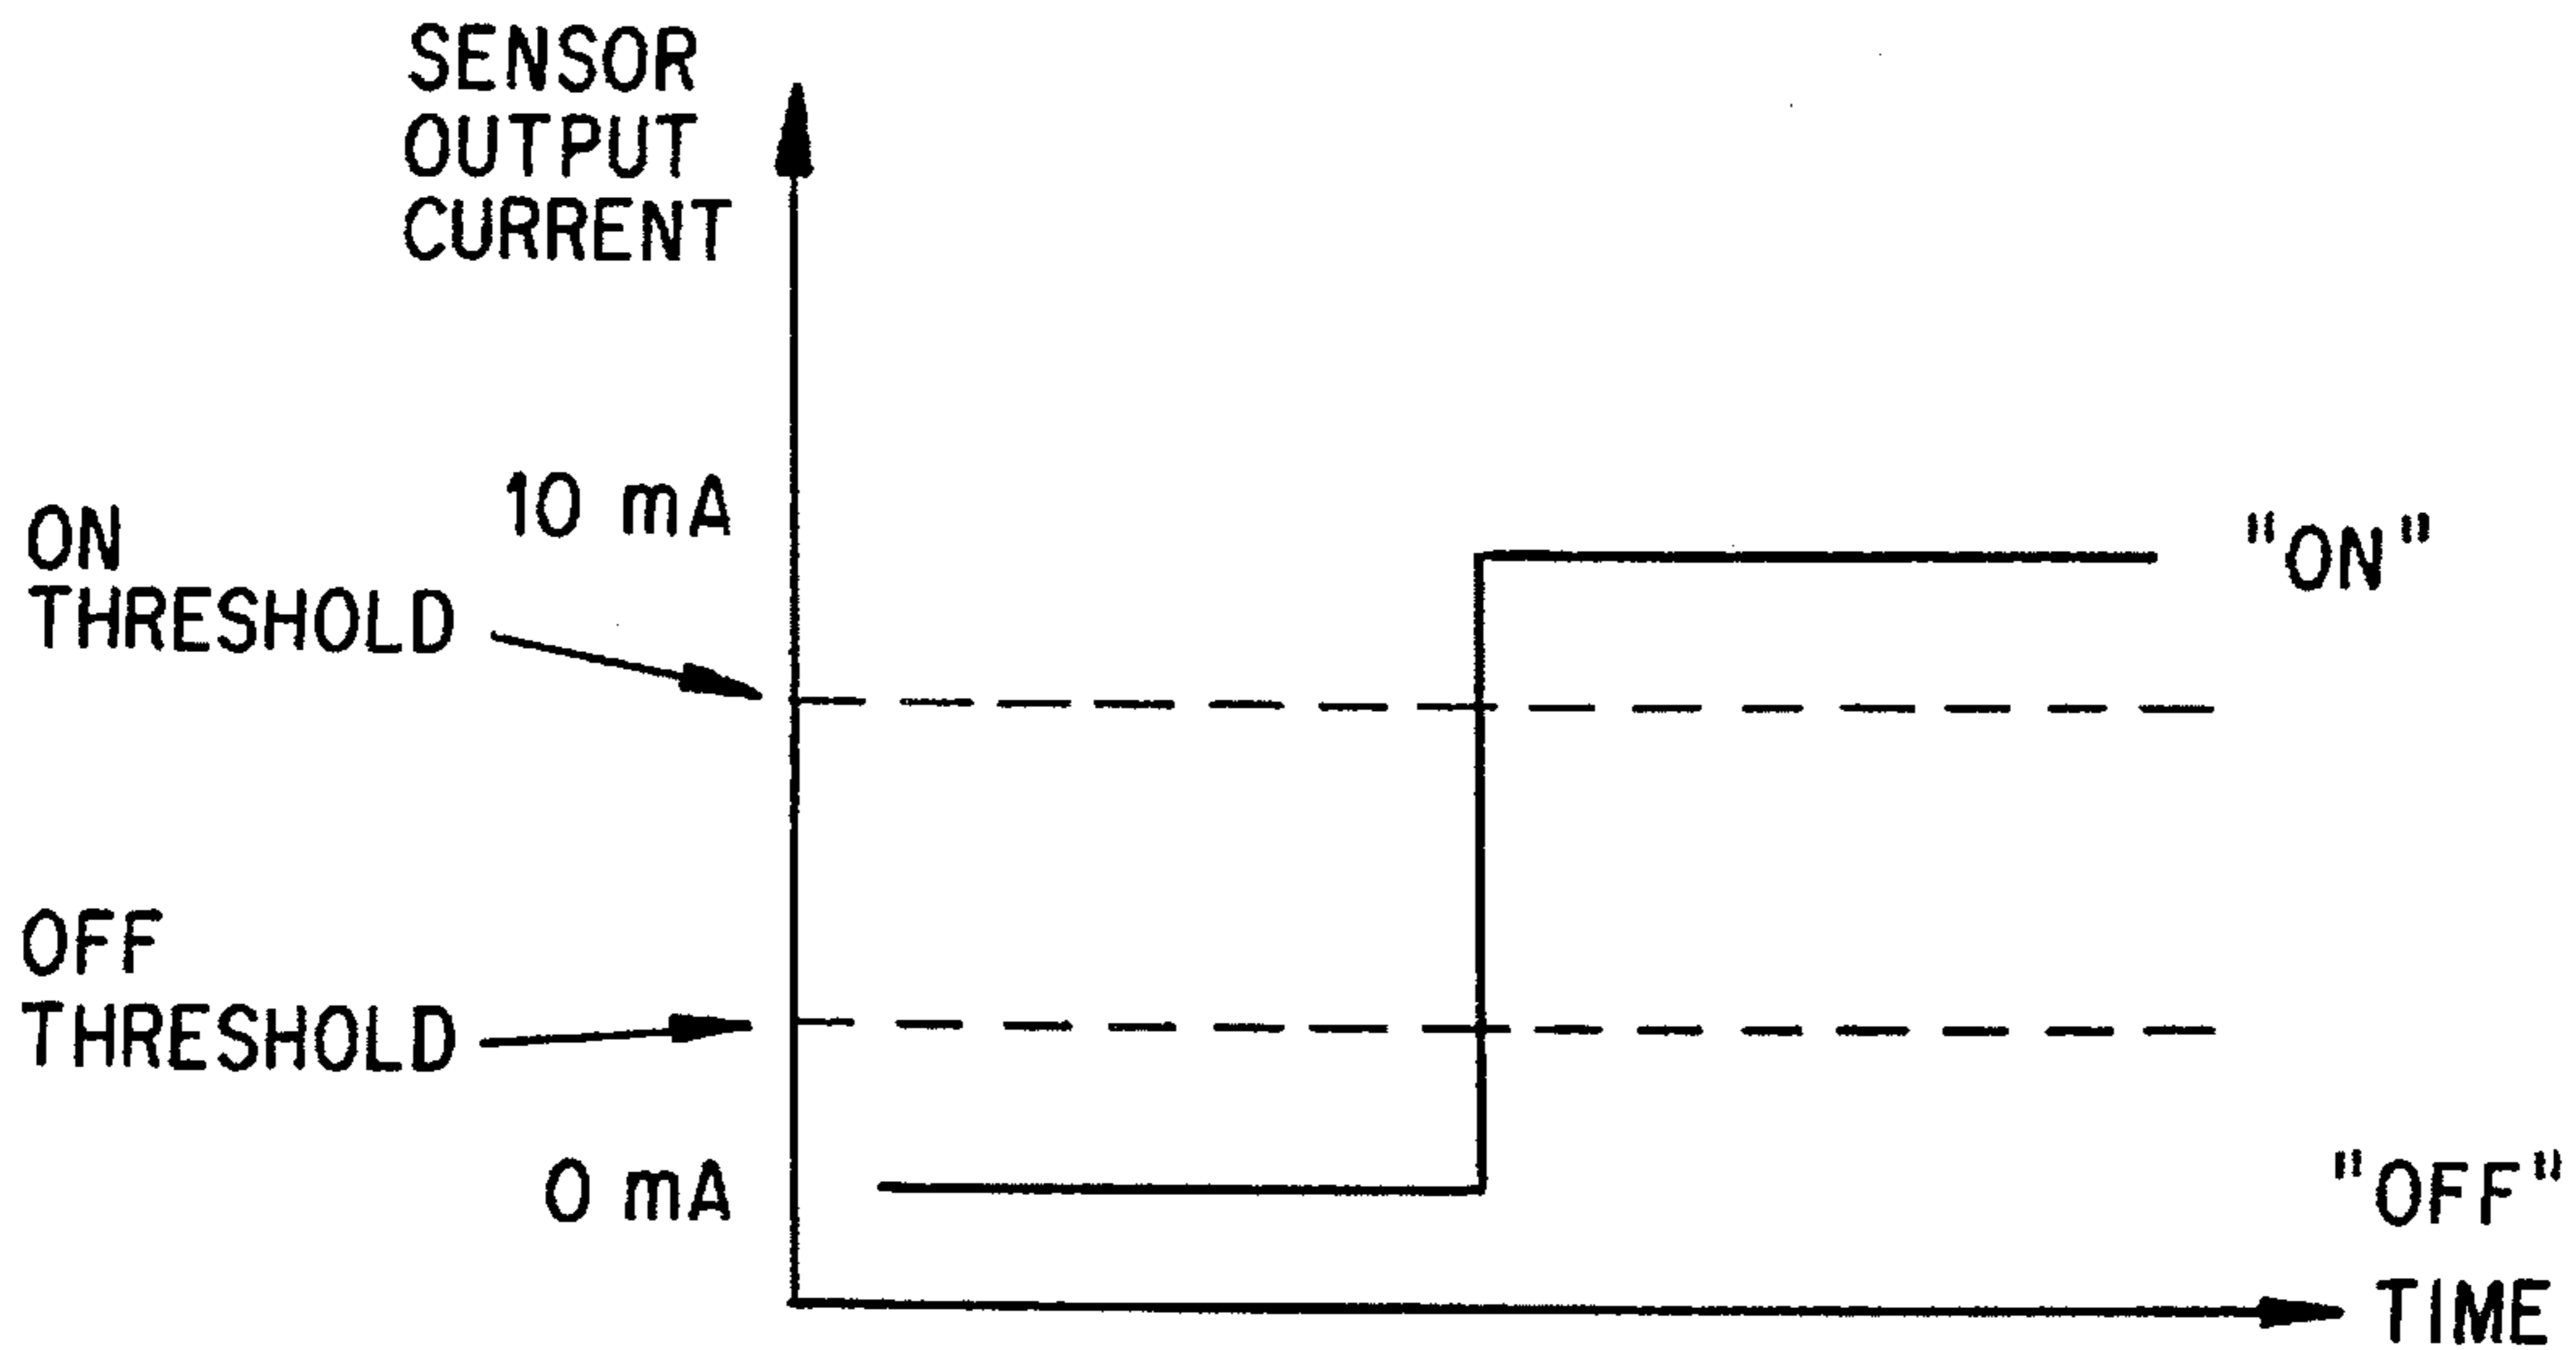 SENSOR
OUTPUT
CURRENT
10 mA
ON
THRESHOLD
"ON"
OFF
THRESHOLD
0 mA
"OFF"
TIME